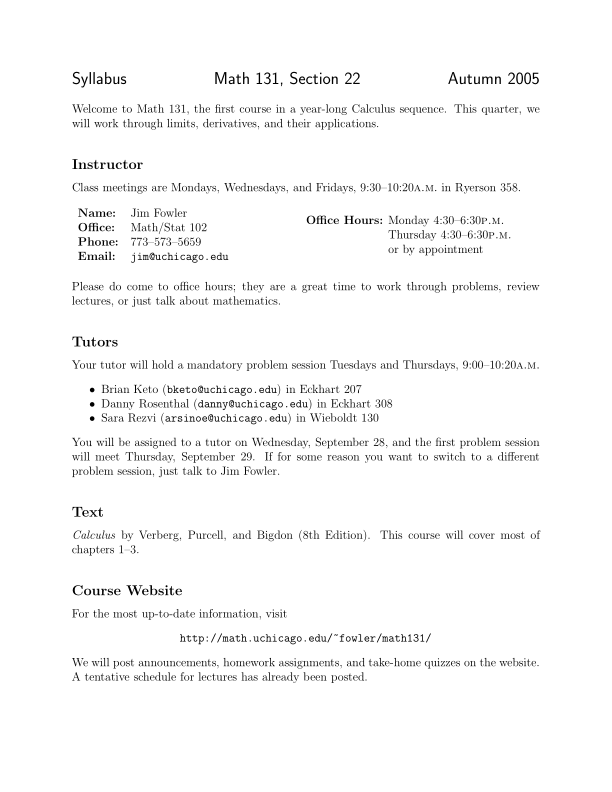 Syllabus Math 131, Section 22 Autumn 2005
Welcome to Math 131, the first course in a year-long Calculus sequence. This quarter, we
will work through limits, derivatives, and their applications.
Instructor
Class meetings are Mondays, Wednesdays, and Fridays, 9:30–10:20A.M. in Ryerson 358.
Name: Jim Fowler
Office: Math/Stat 102
Phone: 773–573–5659
Email: jim@uchicago.edu
Office Hours: Monday 4:30–6:30P.M.
Thursday 4:30–6:30P.M.
or by appointment
Please do come to office hours; they are a great time to work through problems, review
lectures, or just talk about mathematics.
Tutors
Your tutor will hold a mandatory problem session Tuesdays and Thursdays, 9:00–10:20A.M.
• Brian Keto (bketo@uchicago.edu) in Eckhart 207
• Danny Rosenthal (danny@uchicago.edu) in Eckhart 308
• Sara Rezvi (arsinoe@uchicago.edu) in Wieboldt 130
You will be assigned to a tutor on Wednesday, September 28, and the first problem session
will meet Thursday, September 29. If for some reason you want to switch to a different
problem session, just talk to Jim Fowler.
Text
Calculus by Verberg, Purcell, and Bigdon (8th Edition). This course will cover most of
chapters 1–3.
Course Website
For the most up-to-date information, visit
http://math.uchicago.edu/~fowler/math131/
We will post announcements, homework assignments, and take-home quizzes on the website.
A tentative schedule for lectures has already been posted.